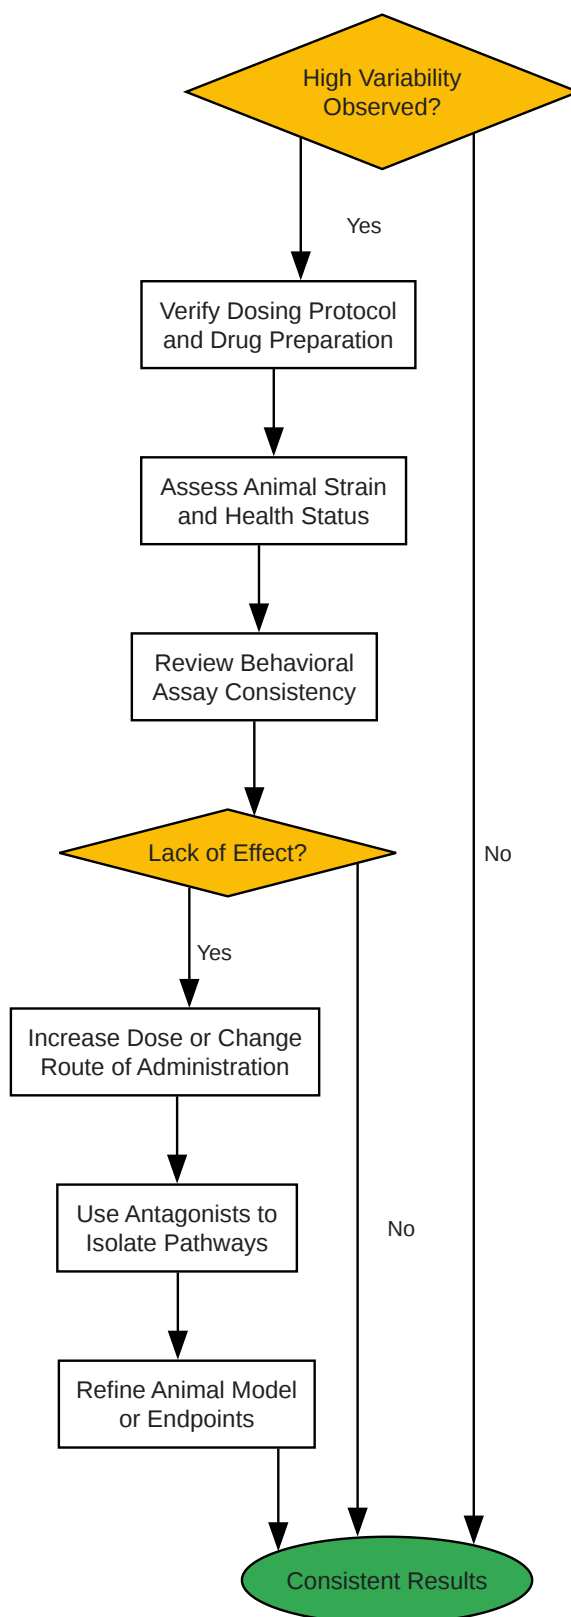 High Variability
Observed?
Yes
Verify Dosing Protocol
and Drug Preparation
Assess Animal Strain
and Health Status
Review Behavioral
Assay Consistency
Lack of Effect?
No
Yes
Increase Dose or Change
Route of Administration
Use Antagonists to
Isolate Pathways
No
Refine Animal Model
or Endpoints
Consistent Results